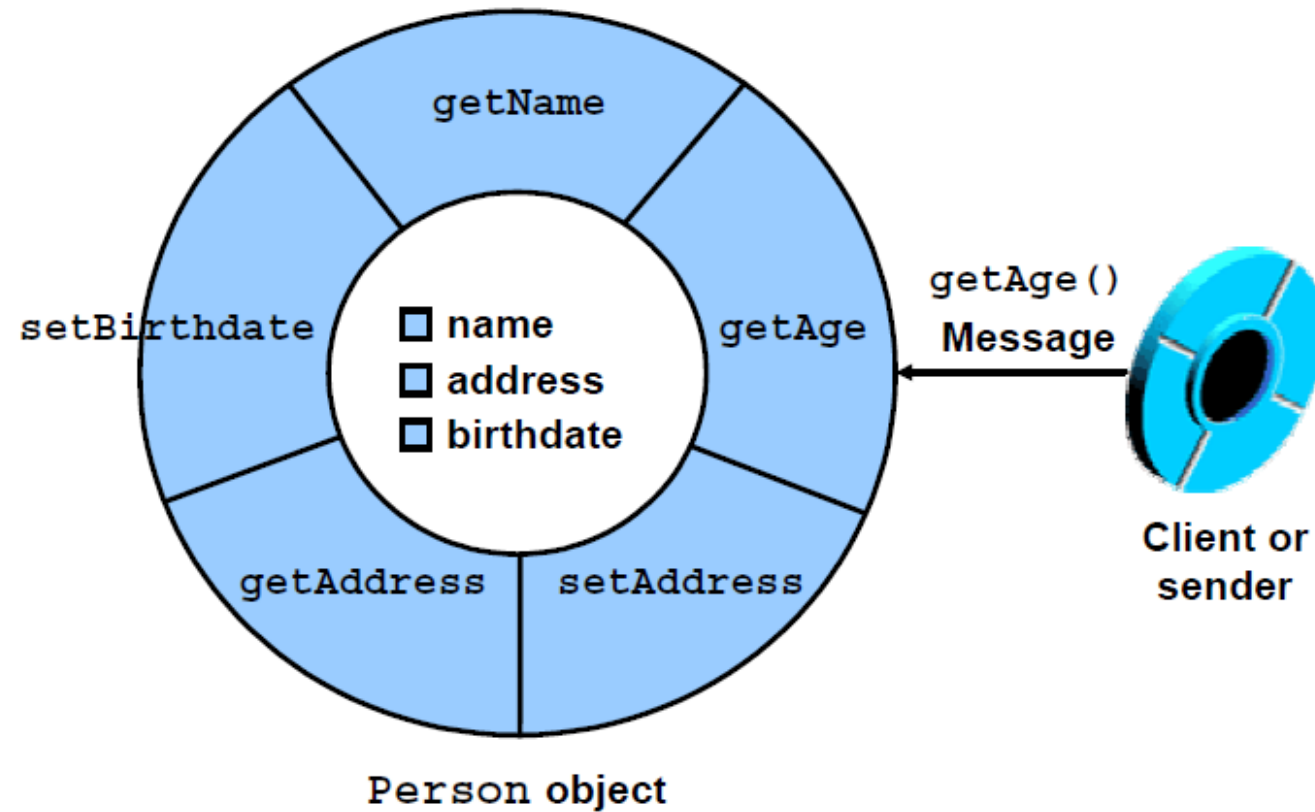 getName
setBirthdate
name
address
birthdate
getAge
getAddress
setAddress
getAge()
Message
Client or
sender
Person object